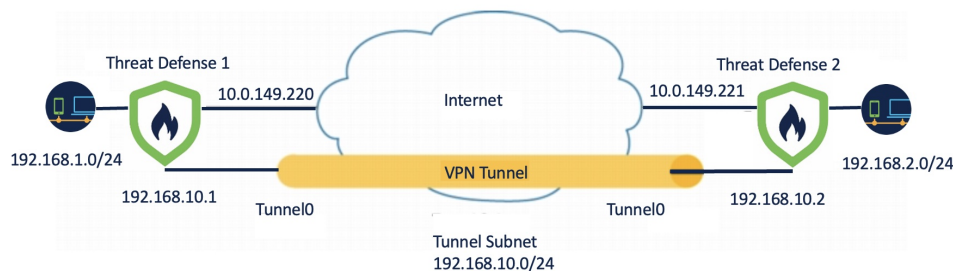 Threat Defense 1
Threat Defense 2
10.0.149.220
Internet
10.0.149.221
192.168.1.0/24
192.168.2.0/24
VPN Tunnel
192.168.10.1
192.168.10.2
Tunnel0
Tunnel0
Tunnel Subnet
192.168.10.0/24